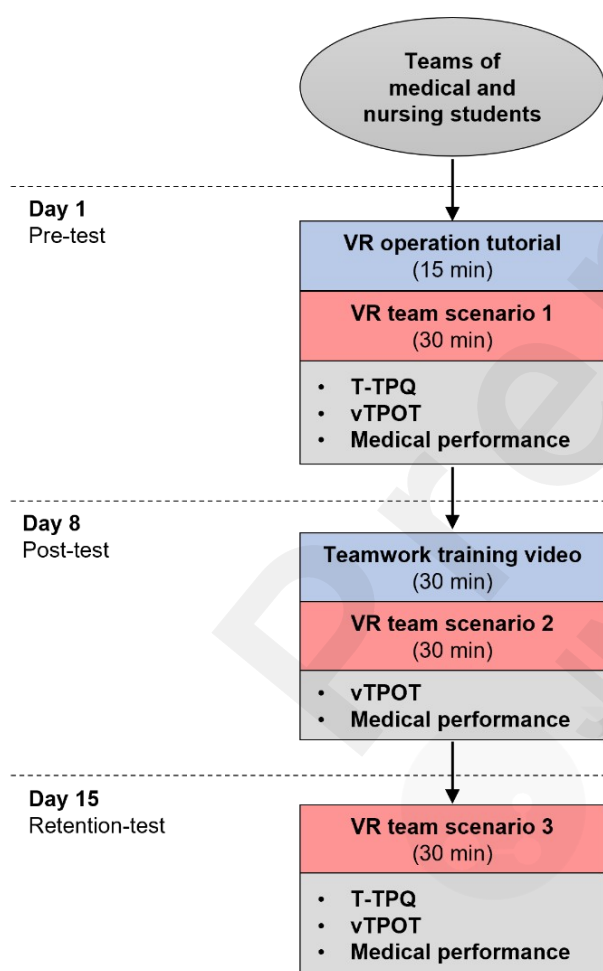 Teams of
medical and
nursing students
Day 1
Pre-test
VR operation tutorial
(15 min)
VR team scenario 1
(30 min)
• T-TPQ
• vTPOT
• Medical performance
Day 8
Post-test
Teamwork training video
(30 min)
VR team scenario 2
(30 min)
• vTPOT
• Medical performance
Day 15
Retention-test
VR team scenario 3
(30 min)
• T-TPQ
• vTPOT
• Medical performance